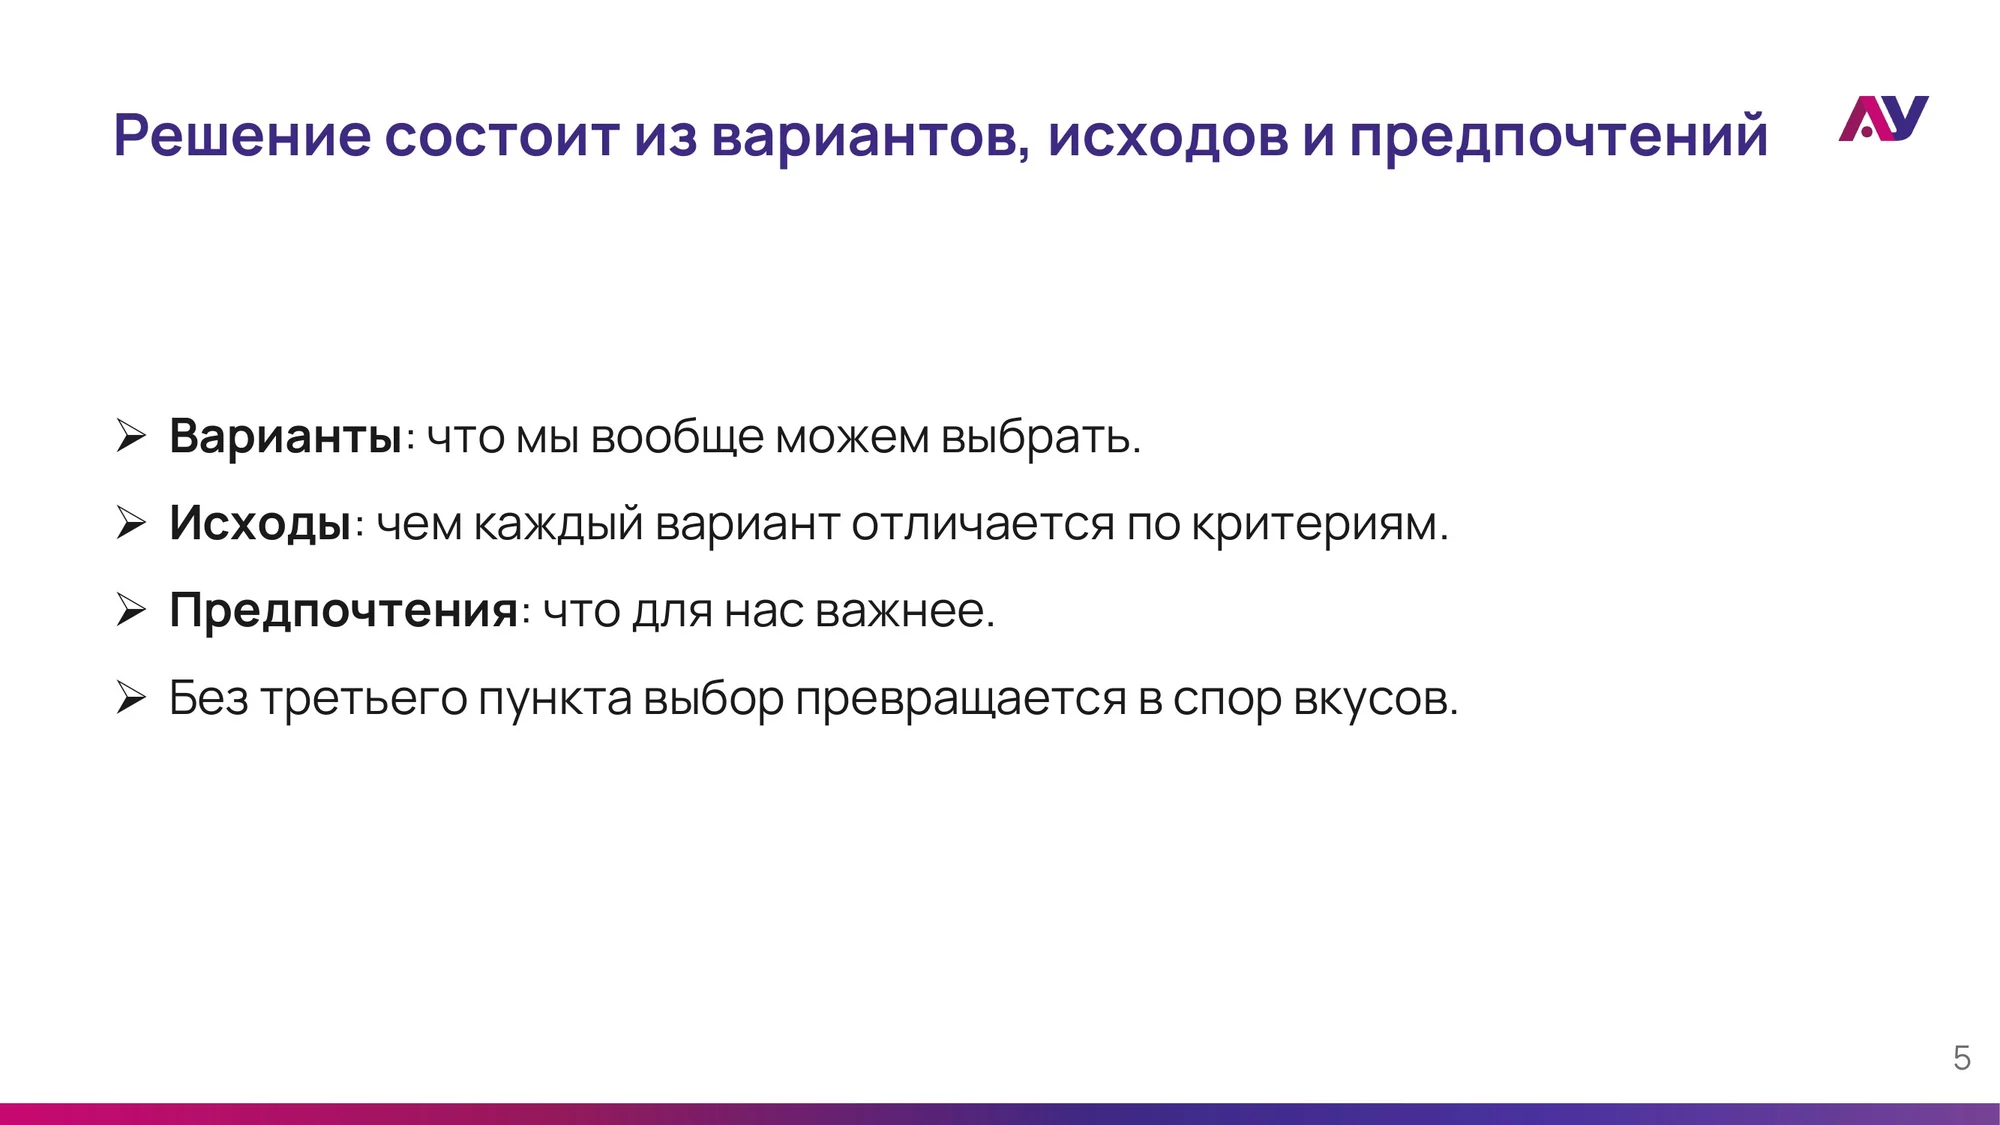 Решение состоит из вариантов, исходов и предпочтений
АУ
➢ Варианты: что мы вообще можем выбрать.
➢ Исходы: чем каждый вариант отличается по критериям.
➢ Предпочтения: что для нас важнее.
➢ Без третьего пункта выбор превращается в спор вкусов.
5